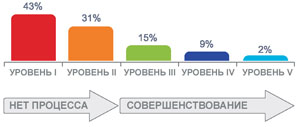 43%
31%
15%
9%
2%
УРОВЕНЬ I УРОВЕНЬ II УРОВЕНЬ III УРОВЕНЬ IV УРОВЕНЬ V
НЕТ ПРОЦЕССА СОВЕРШЕНСТВОВАНИЕ